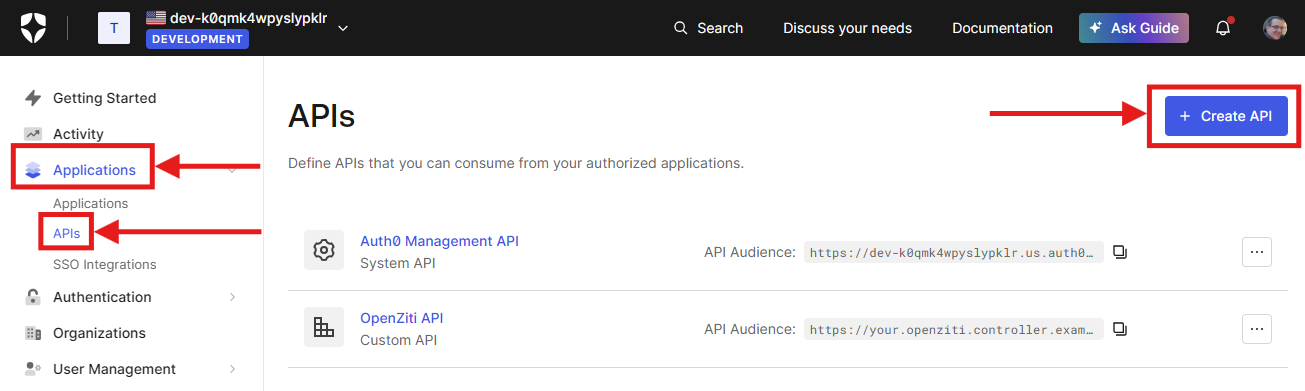 T
dev-k0qmk4wpyslypklr
DEVELOPMENT
Search
Discuss your needs
Documentation
Ask Guide
Getting Started
Activity
Applications
Applications
APIs
SSO Integrations
Authentication
Organizations
User Management
APIs
+ Create API
Define APIs that you can consume from your authorized applications.
Auth0 Management API
System API
API Audience: https://dev-k0qmk4wpyslypklr.us.auth0…
OpenZiti API
Custom API
API Audience: https://your.openziti.controller.exam…